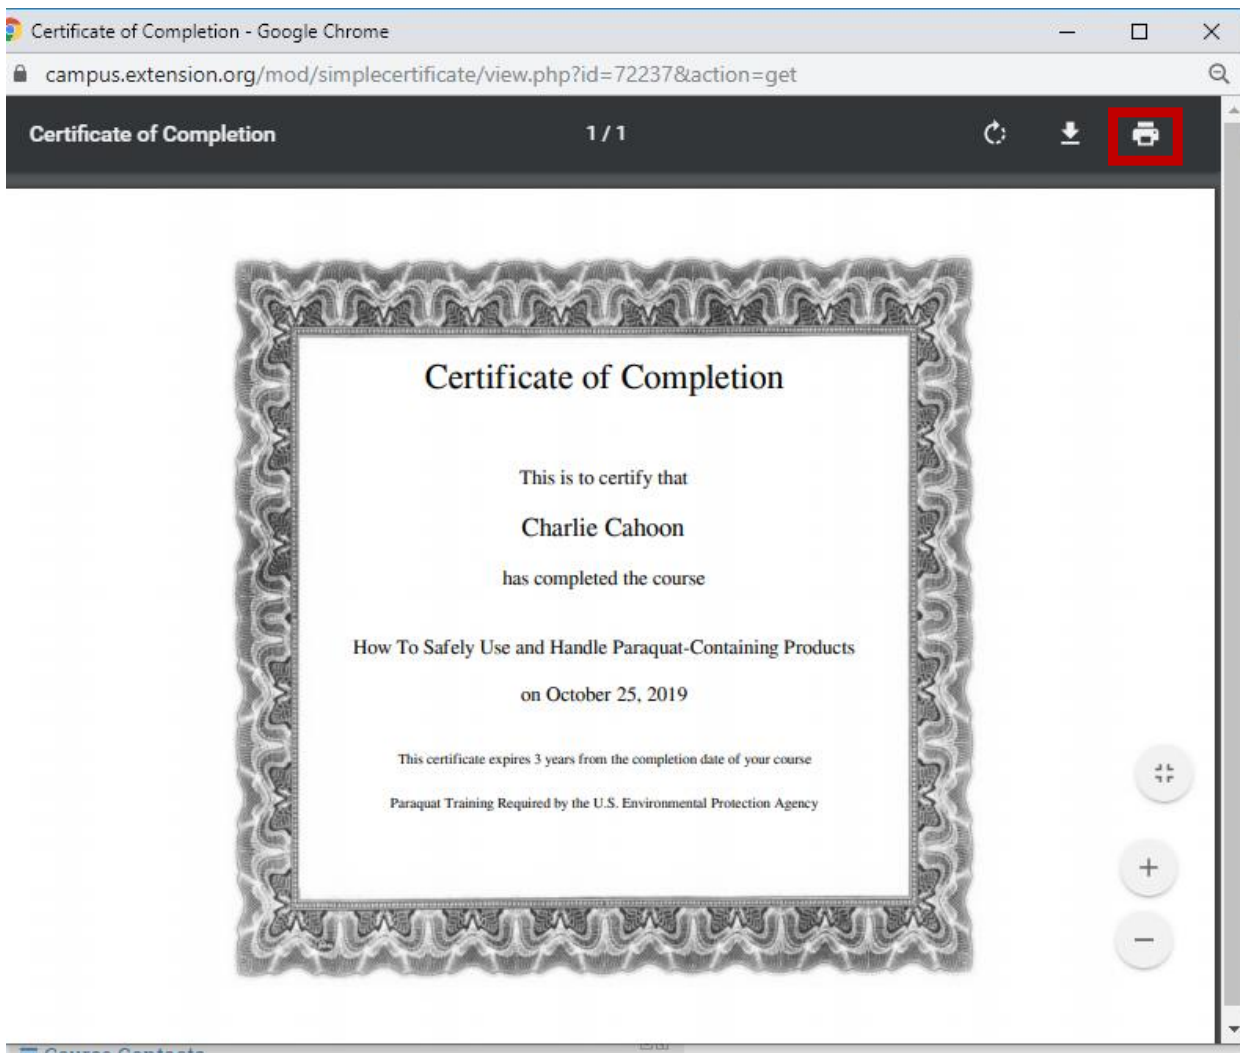 Certificate of Completion - Google Chrome
campus.extension.org/mod/simplecertificate/view.php?id=72237&action=get
Certificate of Completion 1 / 1
Certificate of Completion
This is to certify that
Charlie Cahoon
has completed the course
How To Safely Use and Handle Paraquat-Containing Products
on October 25, 2019
This certificate expires 3 years from the completion date of your course
Paraquat Training Required by the U.S. Environmental Protection Agency